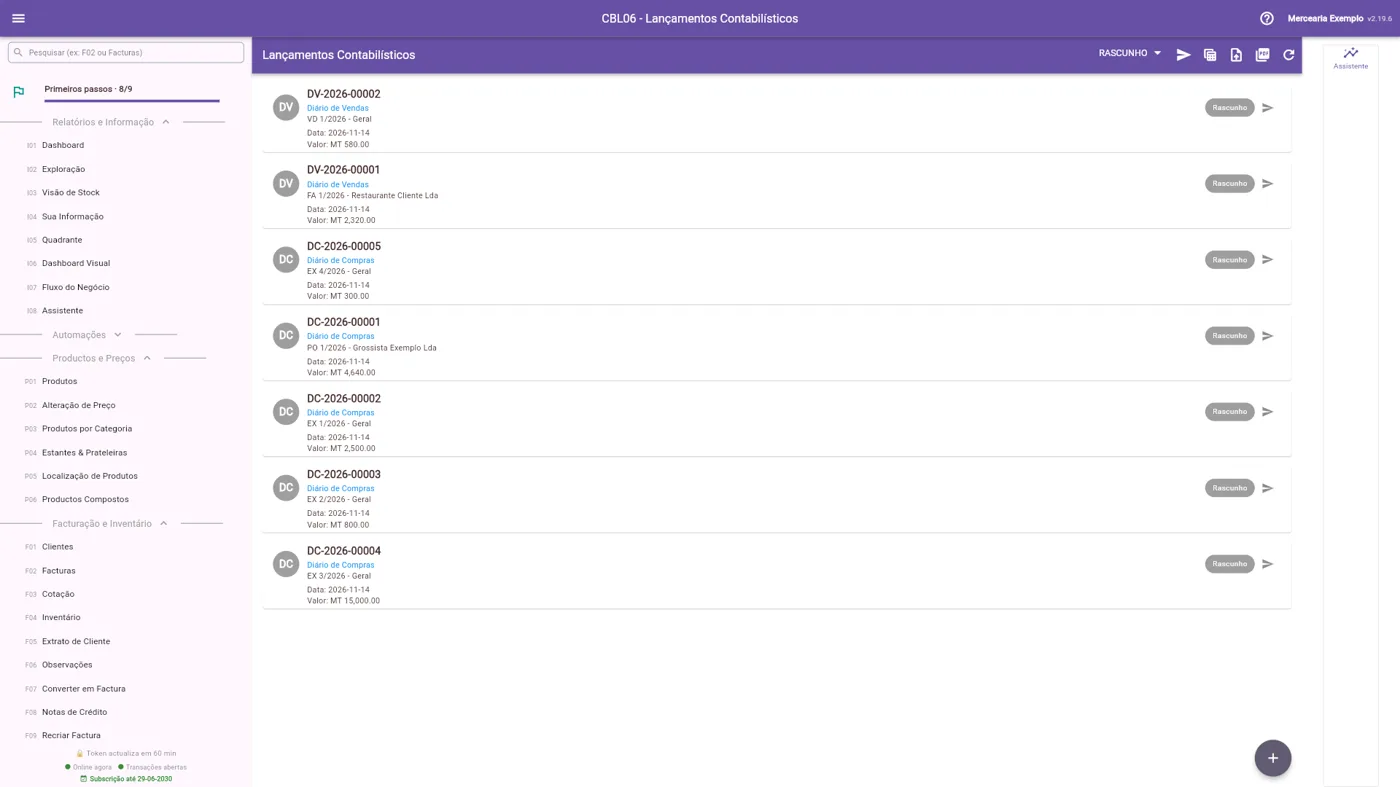 CBL06 - Lançamentos Contabilísticos
Mercearia Exemplo v2.19.6
Pesquisar (ex: F02 ou Facturas)
Primeiros passos · 8/9
Relatórios e Informação
I01 Dashboard
I02 Exploração
I03 Visão de Stock
I04 Sua Informação
I05 Quadrante
I06 Dashboard Visual
I07 Fluxo do Negócio
I08 Assistente
Automações
Productos e Preços
P01 Produtos
P02 Alteração de Preço
P03 Produtos por Categoria
P04 Estantes & Prateleiras
P05 Localização de Produtos
P06 Productos Compostos
Facturação e Inventário
F01 Clientes
F02 Facturas
F03 Cotação
F04 Inventário
F05 Extrato de Cliente
F06 Observações
F07 Converter em Factura
F08 Notas de Crédito
F09 Recriar Factura
Token actualiza em 60 min
Online agora Transacções abertas
Subscrição até 29-06-2030
Lançamentos Contabilísticos
RASCUNHO
PDF
DV
DV-2026-00002
Diário de Vendas
VD 1/2026 - Geral
Data: 2026-11-14
Valor: MT 580.00
Rascunho
DV
DV-2026-00001
Diário de Vendas
FA 1/2026 - Restaurante Cliente Lda
Data: 2026-11-14
Valor: MT 2,320.00
Rascunho
DC
DC-2026-00005
Diário de Compras
EX 4/2026 - Geral
Data: 2026-11-14
Valor: MT 300.00
Rascunho
DC
DC-2026-00001
Diário de Compras
PO 1/2026 - Grossista Exemplo Lda
Data: 2026-11-14
Valor: MT 4,640.00
Rascunho
DC
DC-2026-00002
Diário de Compras
EX 1/2026 - Geral
Data: 2026-11-14
Valor: MT 2,500.00
Rascunho
DC
DC-2026-00003
Diário de Compras
EX 2/2026 - Geral
Data: 2026-11-14
Valor: MT 800.00
Rascunho
DC
DC-2026-00004
Diário de Compras
EX 3/2026 - Geral
Data: 2026-11-14
Valor: MT 15,000.00
Rascunho
Assistente